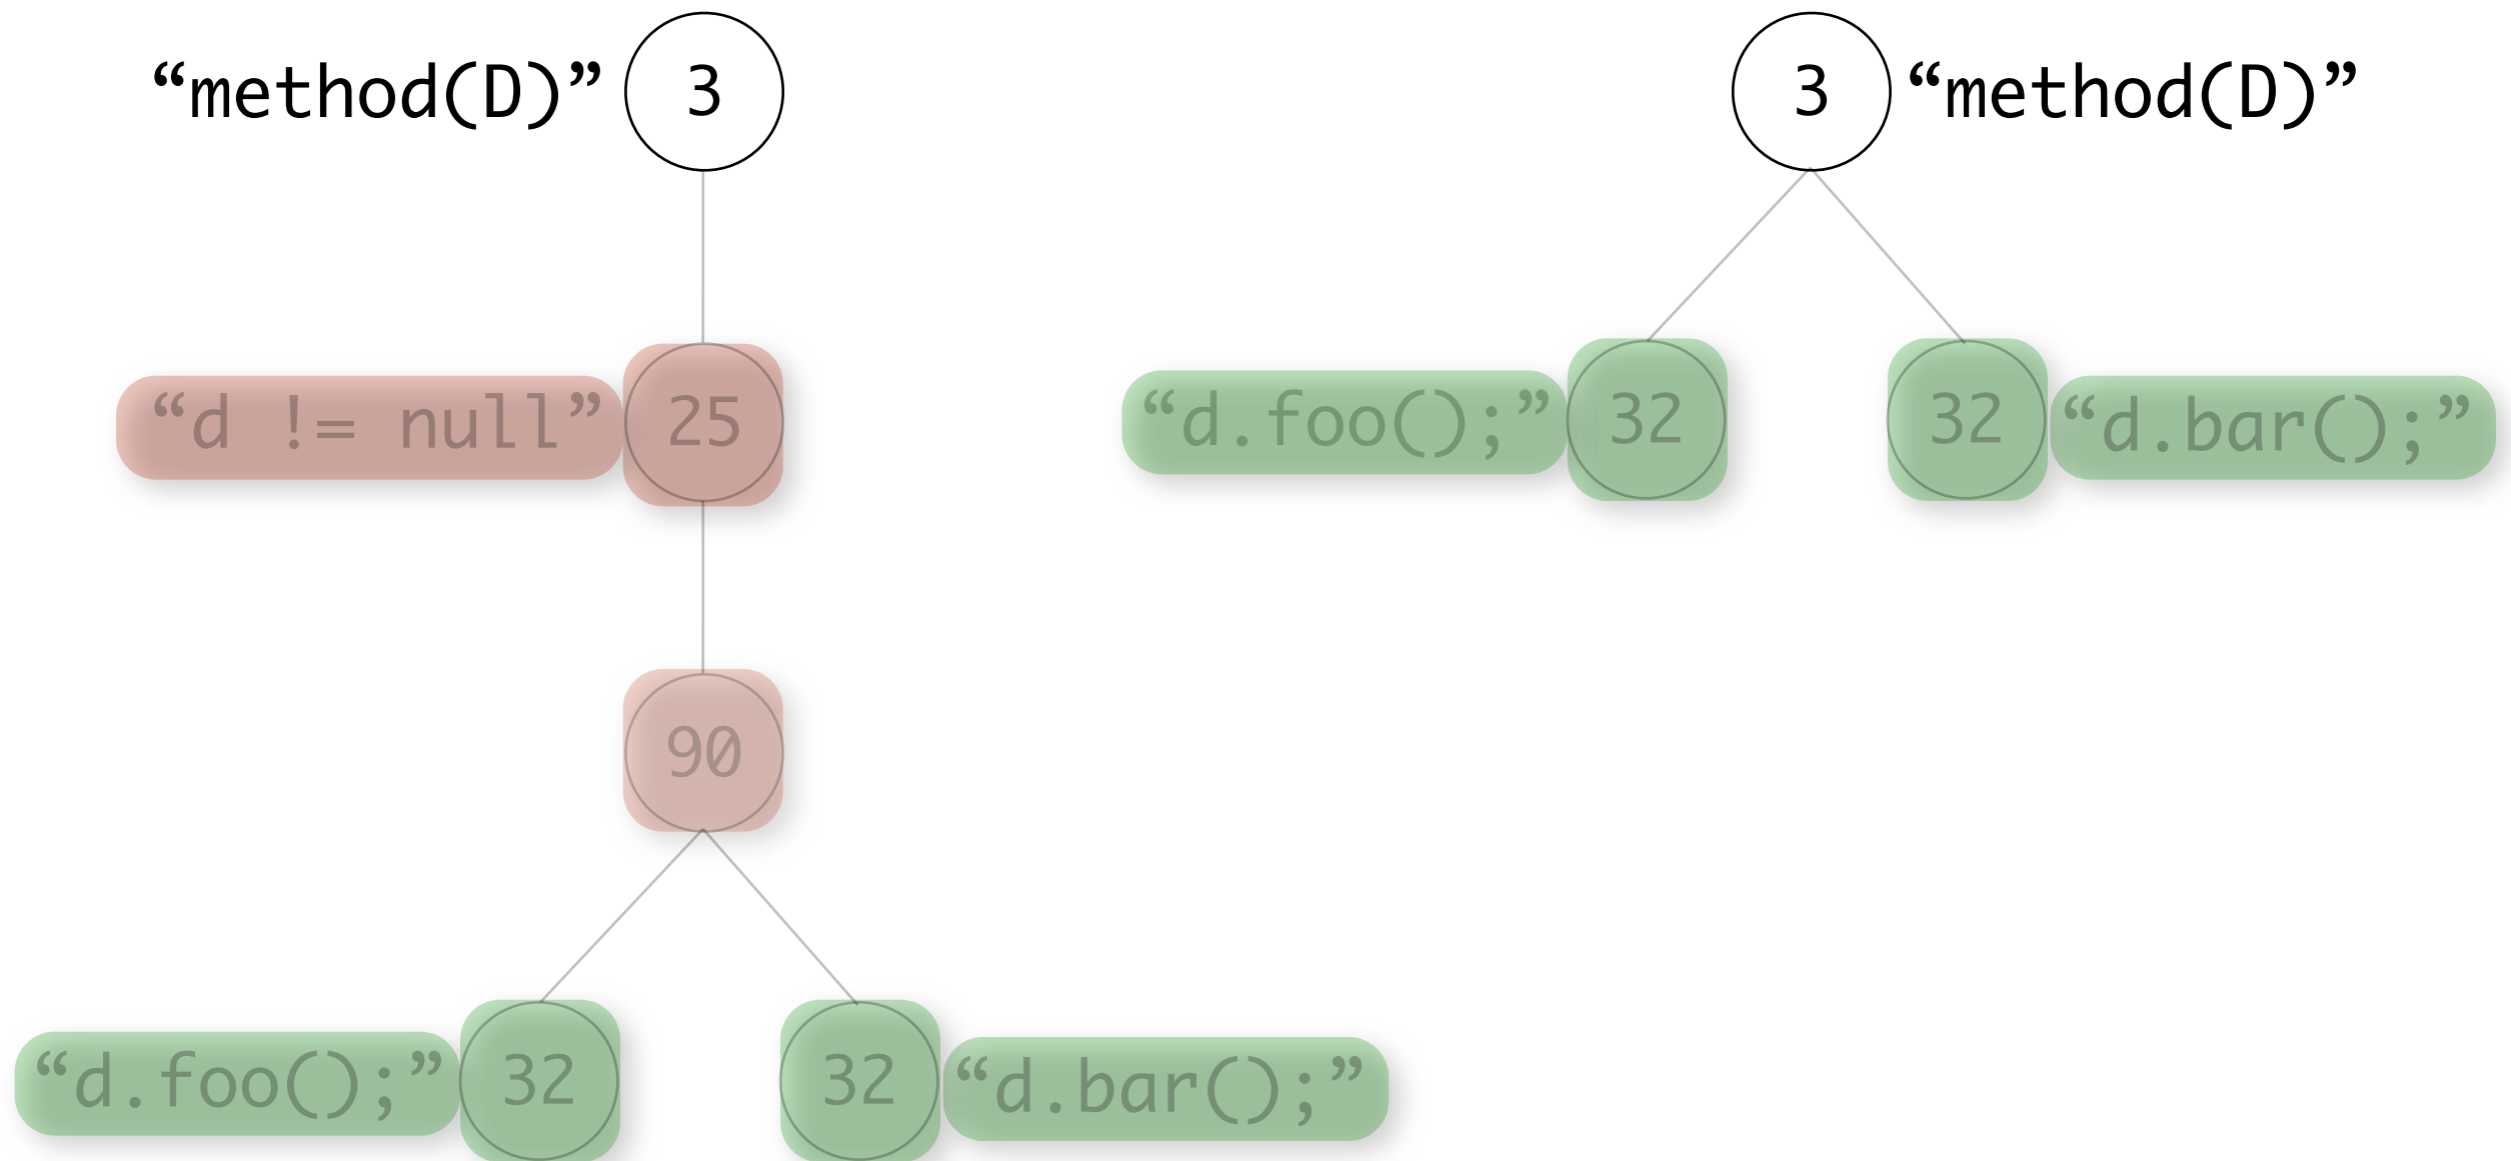 “method(D)” 3
3 “method(D)”
“d != null” 25
“d.foo();” 32
32 “d.bar();”
90
“d.foo();” 32
32 “d.bar();”